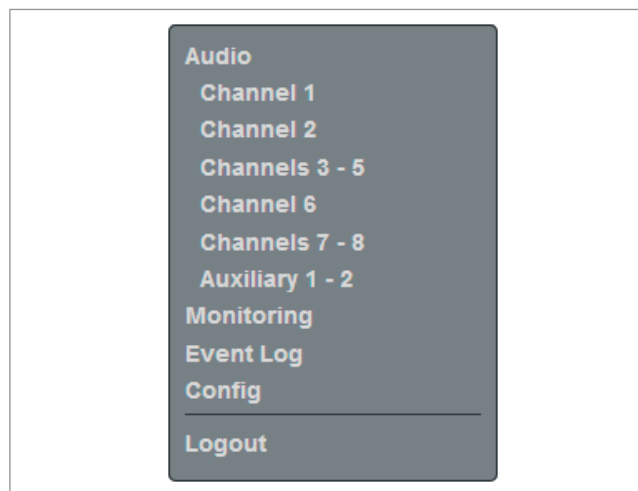 Audio
Channel 1
Channel 2
Channels 3 - 5
Channel 6
Channels 7 - 8
Auxiliary 1 - 2
Monitoring
Event Log
Config
Logout